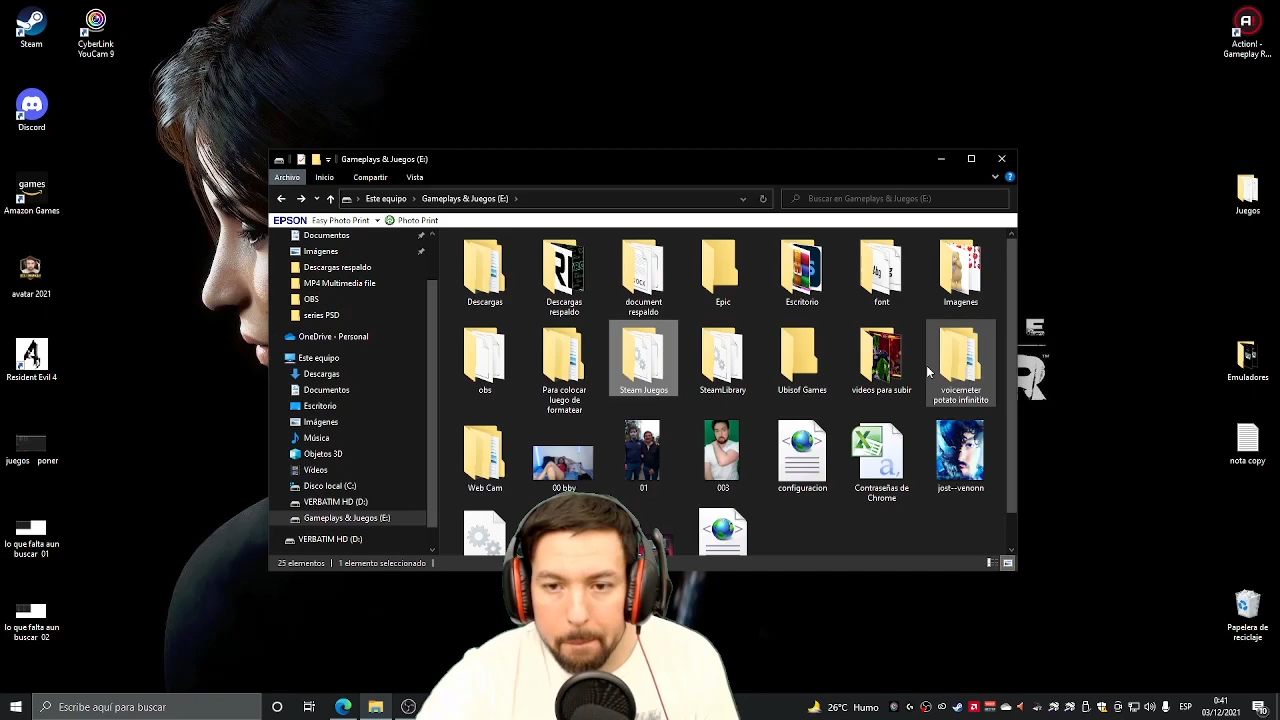 Steam
CyberLink
YouCam 9
Discord
games
Amazon Games
avatar 2021
Resident Evil 4
juegos poner
lo que falta aun
buscar 01
lo que falta aun
buscar 02
Action! -
Gameplay R...
Juegos
Emuladores
nota copy
Papelera de
reciclaje
Gameplays & Juegos (E:)
Archivo
Inicio
Compartir
Vista
Este equipo
Gameplays & Juegos (E:)
Buscar en Gameplays & Juegos (E:)
EPSON Easy Photo Print
Photo Print
Documentos
Imágenes
Descargas respaldo
MP4 Multimedia file
OBS
series PSD
OneDrive - Personal
Este equipo
Descargas
Documentos
Escritorio
Imágenes
Música
Objetos 3D
Vídeos
Disco local (C:)
VERBATIM HD (D:)
Gameplays & Juegos (E:)
VERBATIM HD (D:)
Descargas
Descargas
respaldo
document
respaldo
Epic
Escritorio
font
Imagenes
obs
Para colocar
luego de
formatear
Steam Juegos
SteamLibrary
Ubisof Games
videos para subir
voicemeter
potato infinitito
Web Cam
00 bby
01
003
configuracion
Contraseñas de
Chrome
jost--venonn
25 elementos
1 elemento seleccionado
Escribe aquí para buscar
26°C Humo
ESP
0:41
03/12/2021